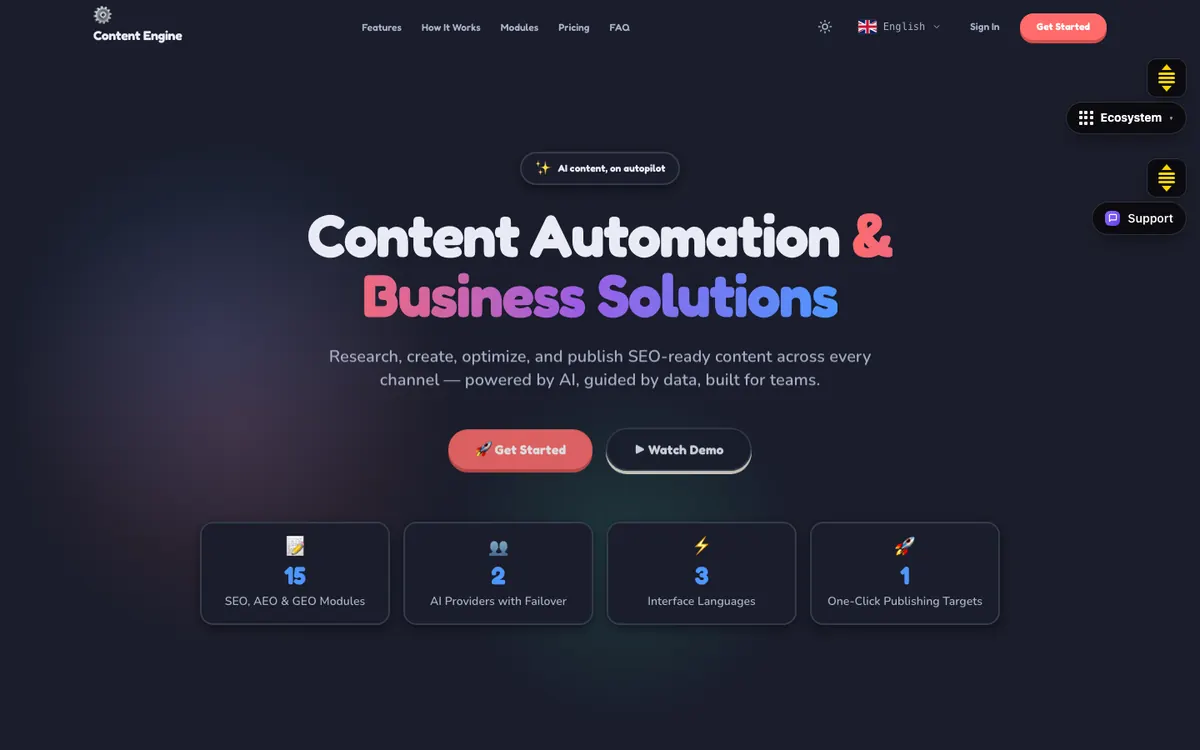 Content Engine
Features
How It Works
Modules
Pricing
FAQ
English
Sign In
Get Started
Ecosystem
Support
✨ AI content, on autopilot
Content Automation &
Business Solutions
Research, create, optimize, and publish SEO-ready content across every
channel — powered by AI, guided by data, built for teams.
🚀 Get Started
▶ Watch Demo
15
SEO, AEO & GEO Modules
2
AI Providers with Failover
3
Interface Languages
1
One-Click Publishing Targets